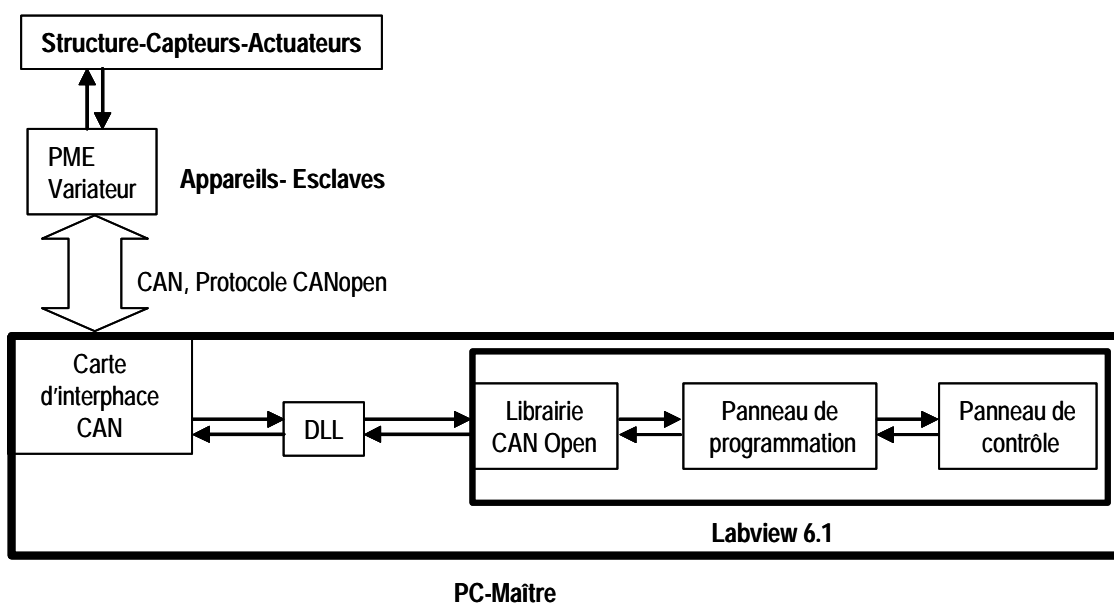 Structure-Capteurs-Actuateurs
PME
Variateur
Appareils- Esclaves
CAN, Protocole CANopen
Carte
d'interphace
CAN
DLL
Librairie
CAN Open
Panneau de
programmation
Panneau de
contrôle
Labview 6.1
PC-Maître